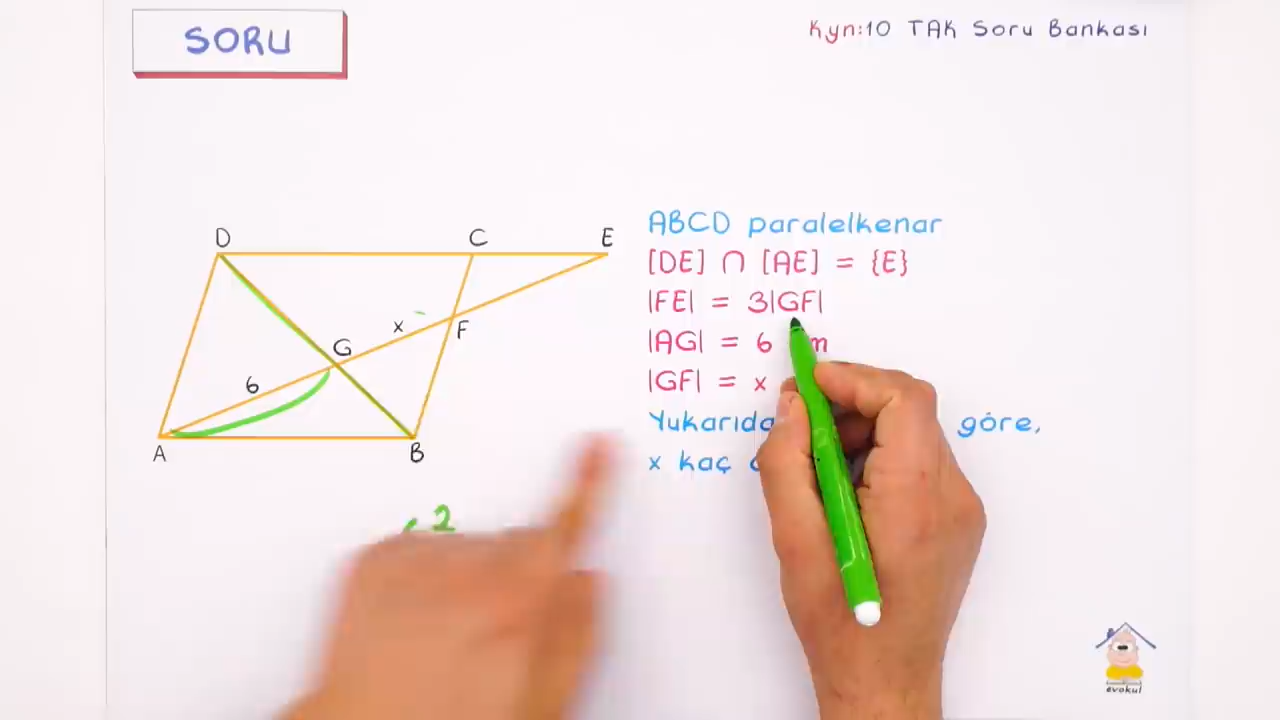 SORU
Kyn:10 TAK Soru Bankası
D C E
x
F
G
6
A B
ABCD paralelkenar
[DE] ∩ [AE] = {E}
|FE| = 3|GF|
|AG| = 6 m
|GF| = x
göre,
x kaç
2
evokul